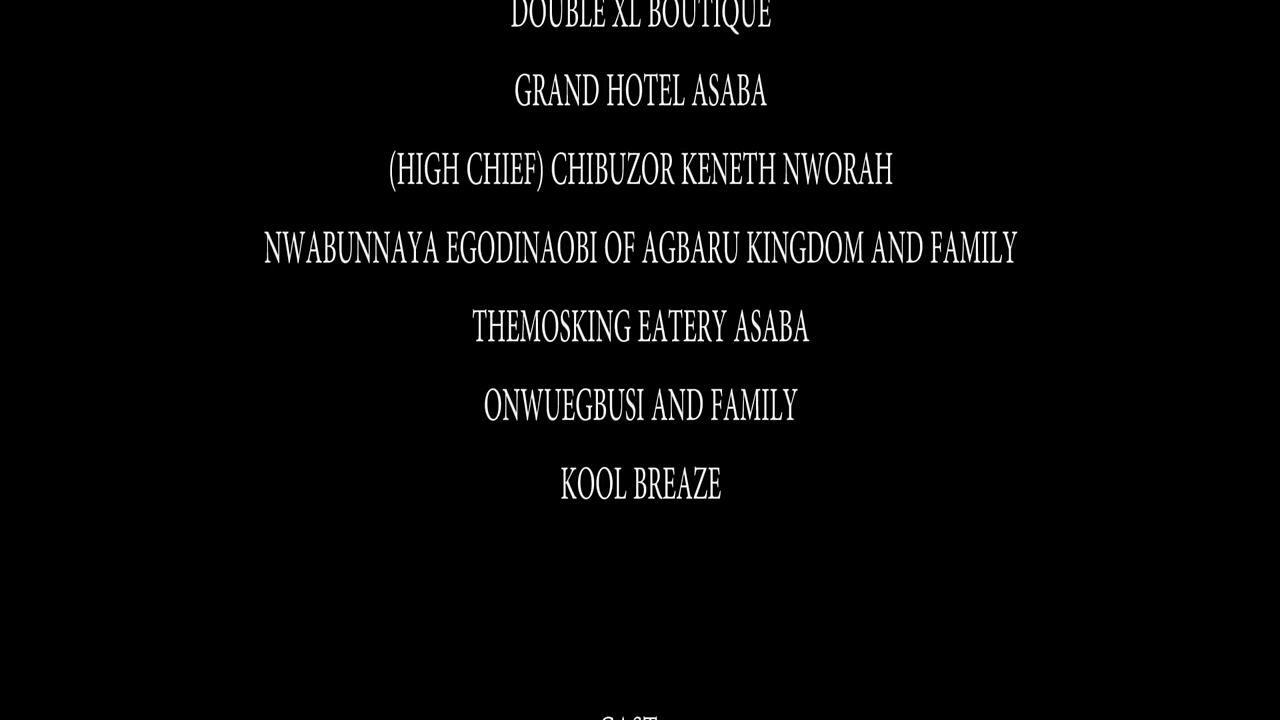 DOUBLE XL BOUTIQUE
GRAND HOTEL ASABA
(HIGH CHIEF) CHIBUZOR KENETH NWORAH
NWABUNNAYA EGODINAOBI OF AGBARU KINGDOM AND FAMILY
THEMOSKING EATERY ASABA
ONWUEGBUSI AND FAMILY
KOOL BREAZE
CAST